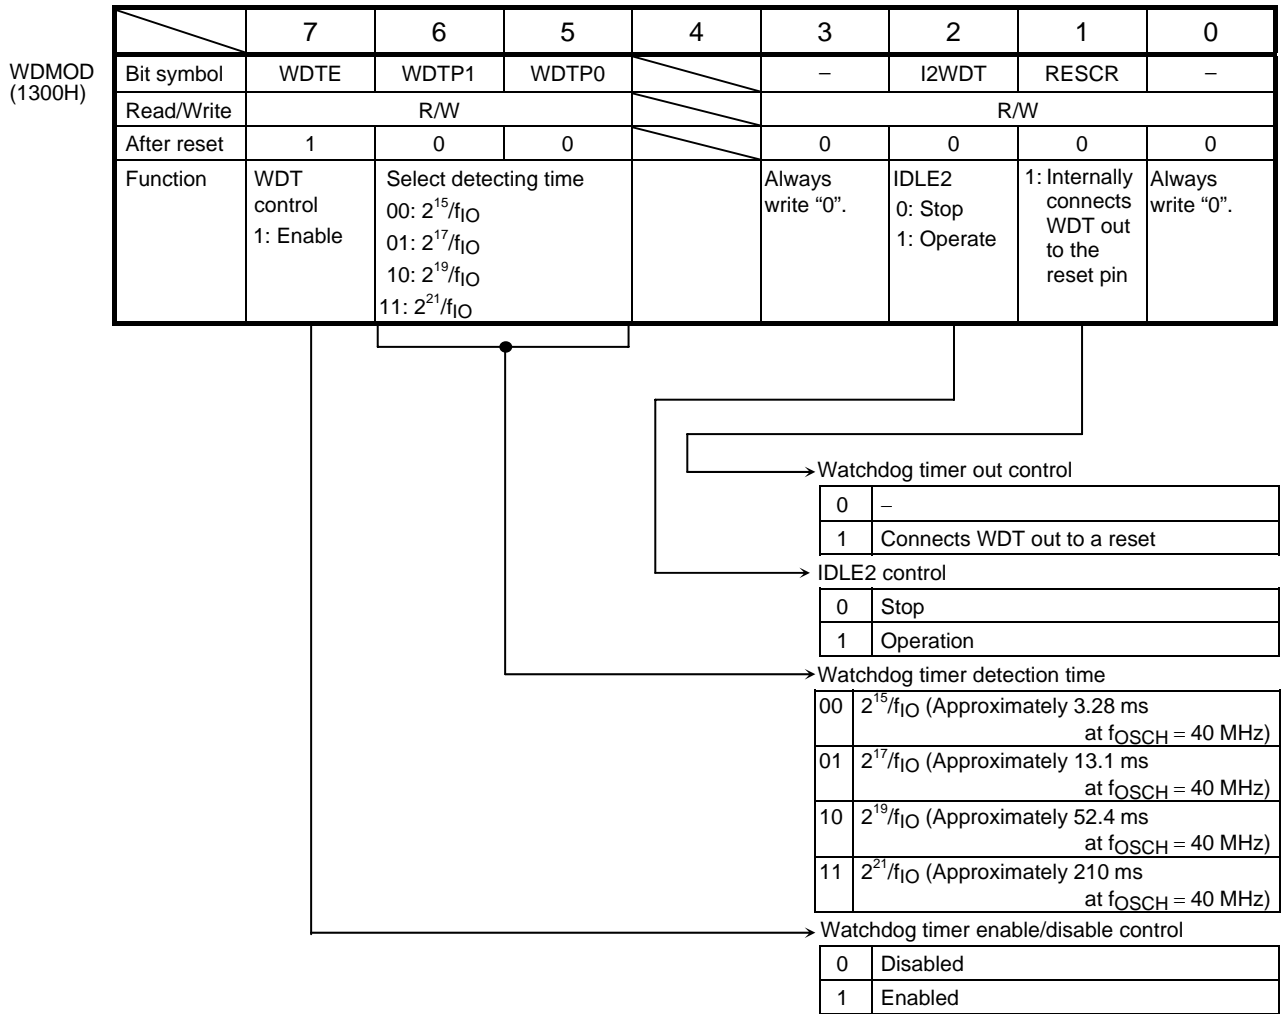 7 6 5 4 3 2 1 0
WDMOD
(1300H)
Bit symbol WDTE WDTP1 WDTP0 – I2WDT RESCR –
Read/Write R/W R/W
After reset 1 0 0 0 0 0 0
Function
WDT
control
1: Enable
Select detecting time
00: 2^15/fIO
01: 2^17/fIO
10: 2^19/fIO
11: 2^21/fIO
Always
write “0”.
IDLE2
0: Stop
1: Operate
1: Internally
connects
WDT out
to the
reset pin
Always
write “0”.
Watchdog timer out control
0 –
1 Connects WDT out to a reset
IDLE2 control
0 Stop
1 Operation
Watchdog timer detection time
00 2^15/fIO (Approximately 3.28 ms
at fOSCH = 40 MHz)
01 2^17/fIO (Approximately 13.1 ms
at fOSCH = 40 MHz)
10 2^19/fIO (Approximately 52.4 ms
at fOSCH = 40 MHz)
11 2^21/fIO (Approximately 210 ms
at fOSCH = 40 MHz)
Watchdog timer enable/disable control
0 Disabled
1 Enabled